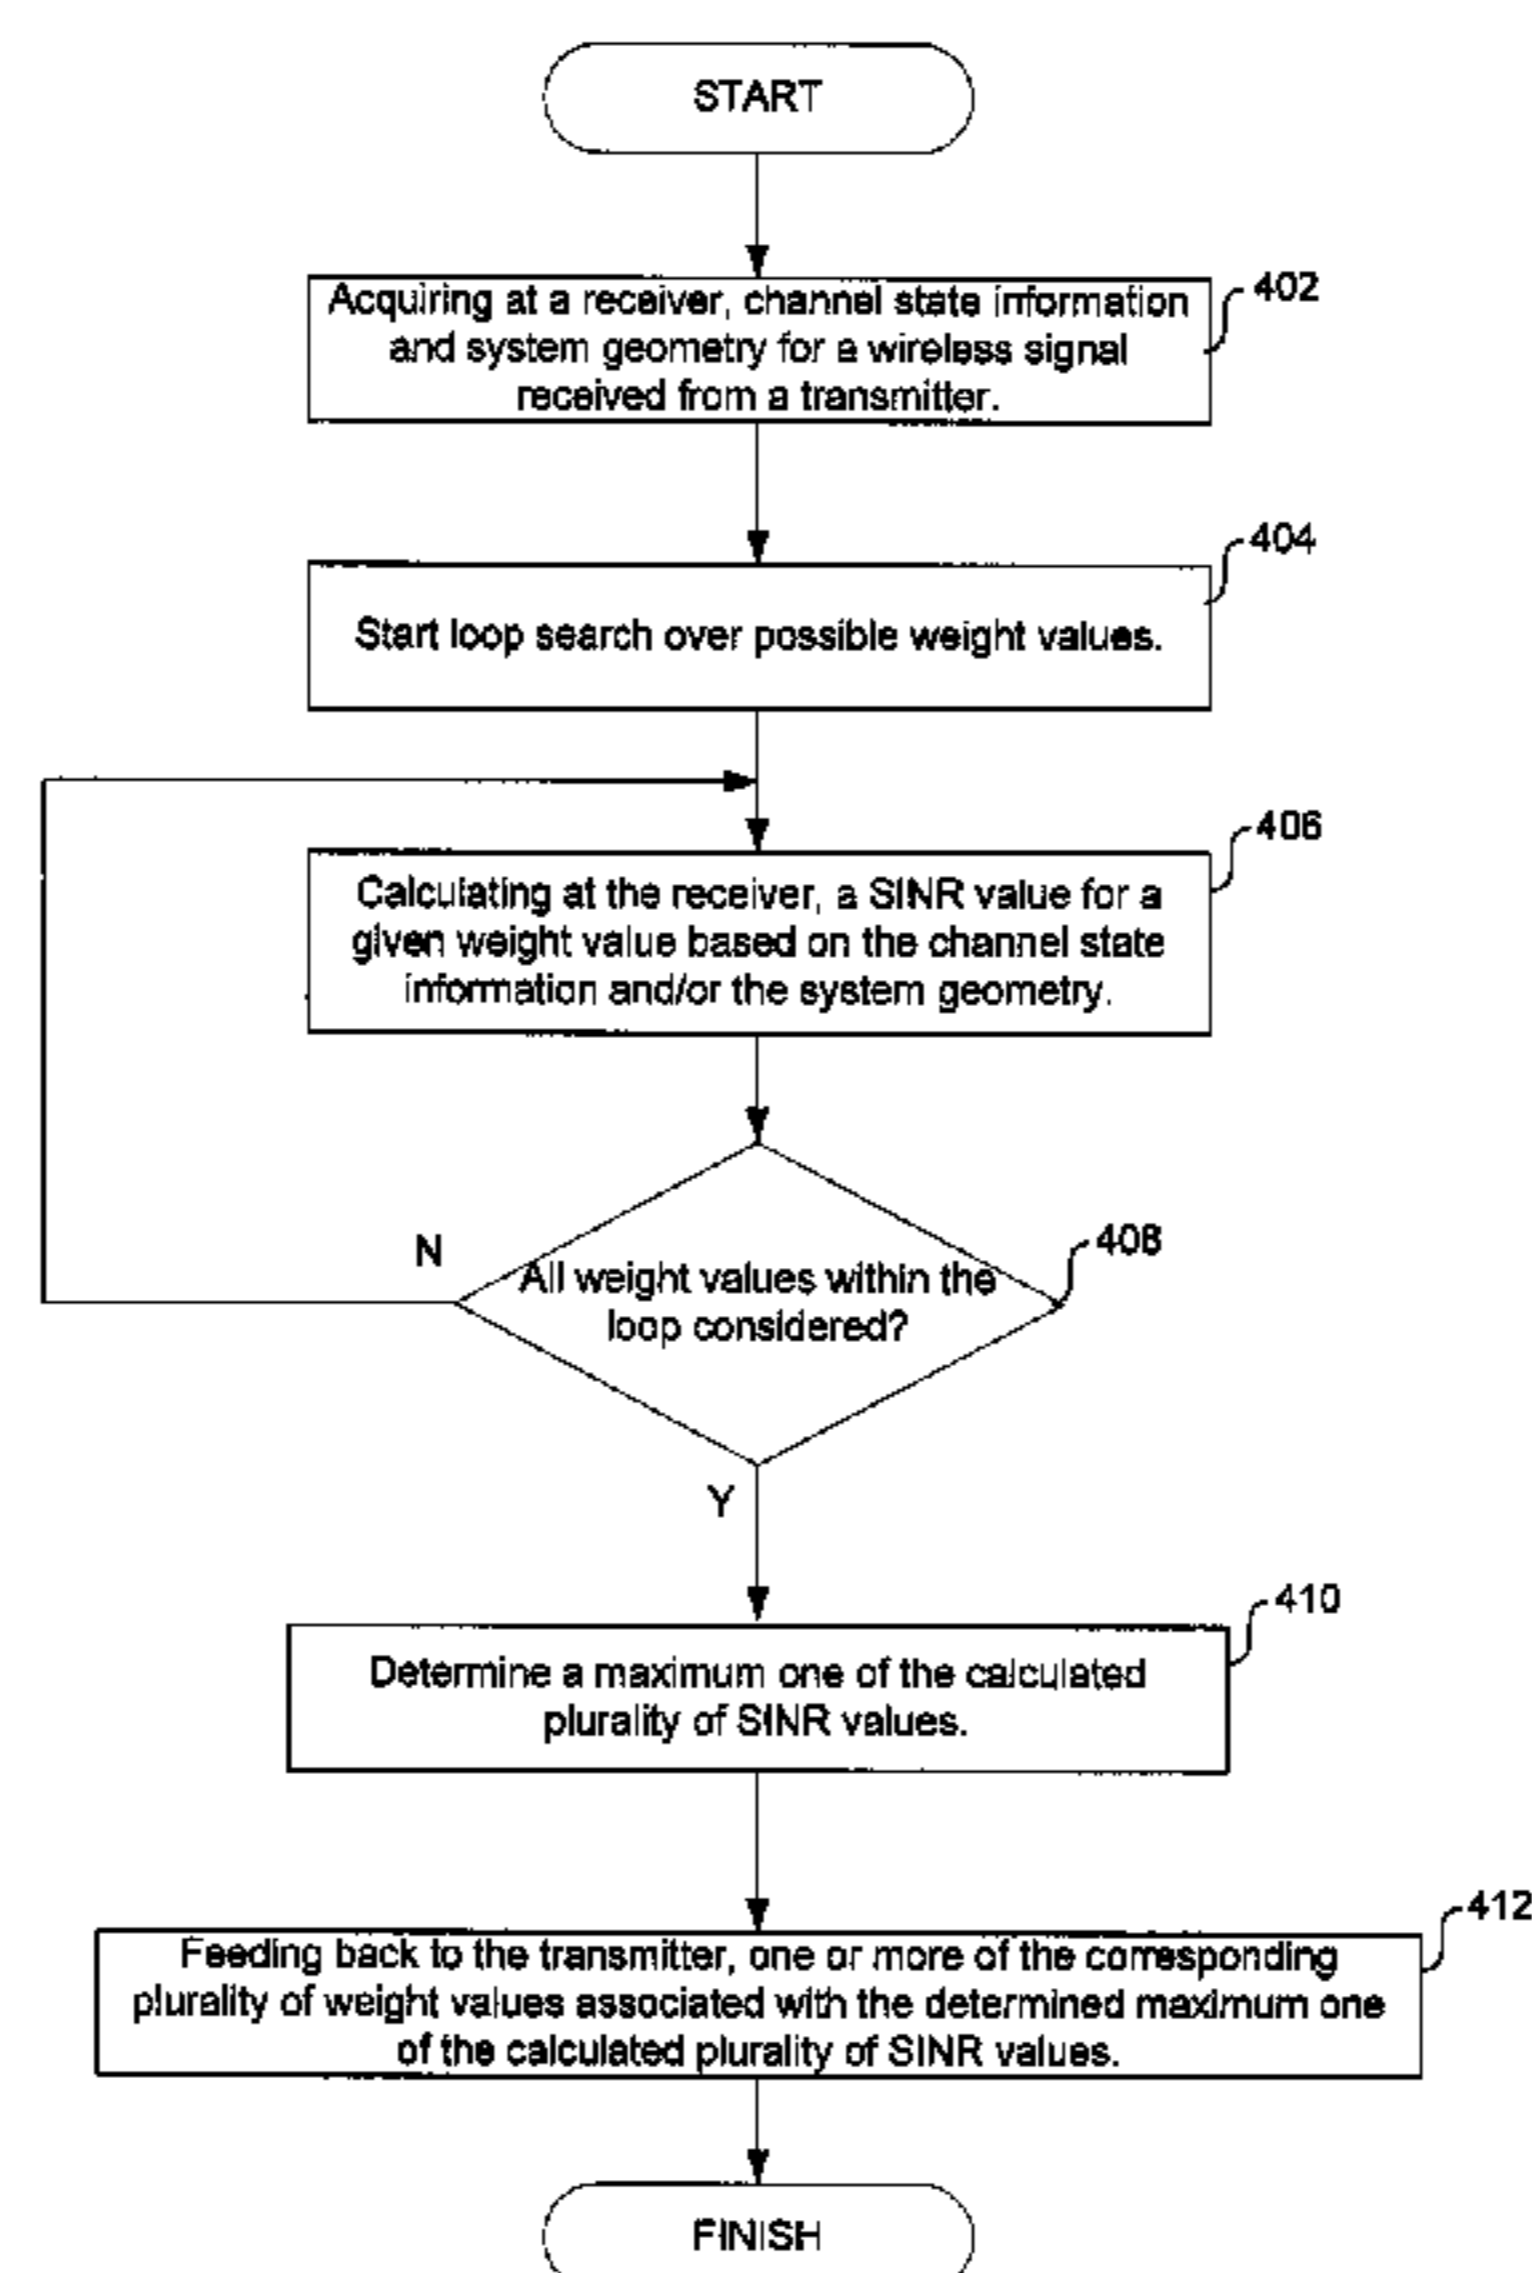 START
402
Acquiring at a receiver, channel state information
and system geometry for a wireless signal
received from a transmitter.
404
Start loop search over possible weight values.
406
Calculating at the receiver, a SINR value for a
given weight value based on the channel state
information and/or the system geometry.
408
N
All weight values within the
loop considered?
Y
410
Determine a maximum one of the calculated
plurality of SINR values.
412
Feeding back to the transmitter, one or more of the corresponding
plurality of weight values associated with the determined maximum one
of the calculated plurality of SINR values.
FINISH